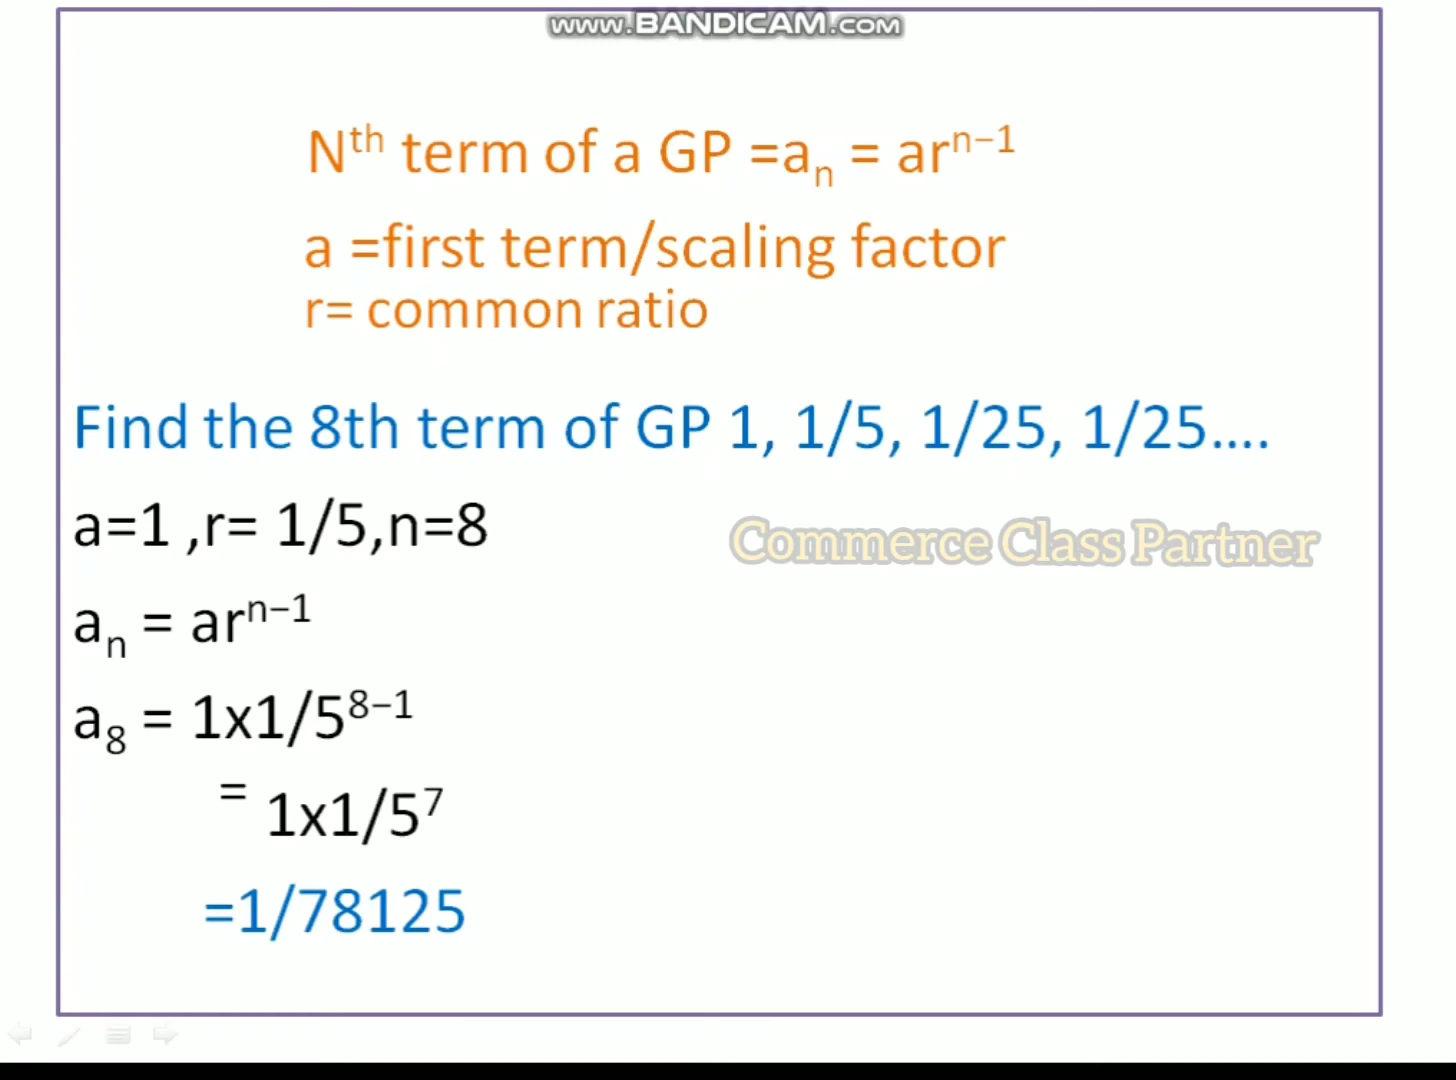 www.BANDICAM.com
Nᵗʰ term of a GP =aₙ = arⁿ⁻¹
a =first term/scaling factor
r= common ratio
Find the 8th term of GP 1, 1/5, 1/25, 1/25....
a=1 ,r= 1/5,n=8
Commerce Class Partner
aₙ = arⁿ⁻¹
a₈ = 1x1/5⁸⁻¹
= 1x1/5⁷
=1/78125